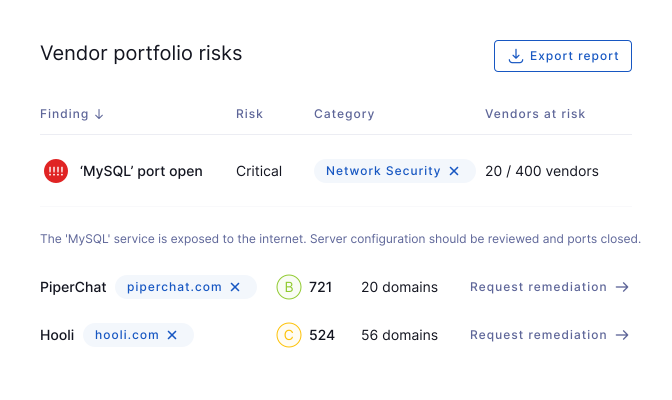 Vendor portfolio risks
Export report
Finding ↓ Risk Category Vendors at risk
!!!! ‘MySQL’ port open Critical Network Security ✕ 20 / 400 vendors
The 'MySQL' service is exposed to the internet. Server configuration should be reviewed and ports closed.
PiperChat piperchat.com ✕ B 721 20 domains Request remediation →
Hooli hooli.com ✕ C 524 56 domains Request remediation →